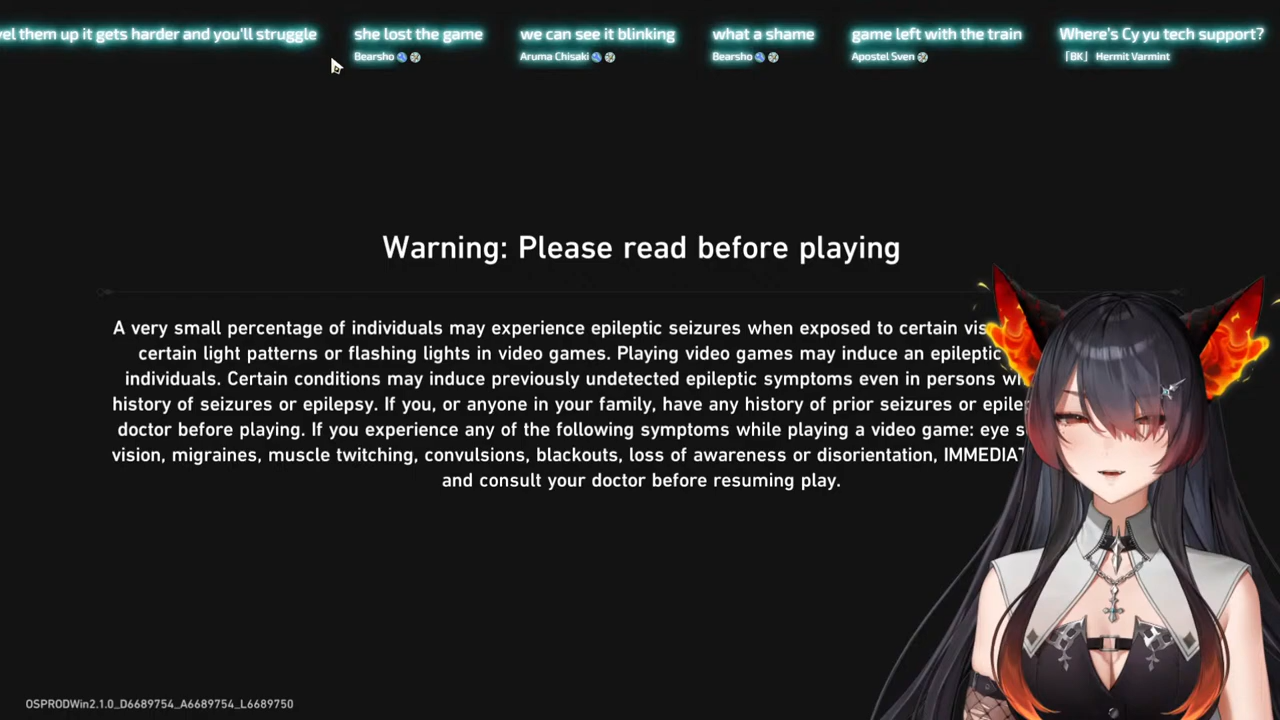 vel them up it gets harder and you'll struggle
she lost the game
Bearsho
we can see it blinking
Aruma Chisaki
what a shame
Bearsho
game left with the train
Apostel Sven
Where's Cy yu tech support?
「BK」 Hermit Varmint
Warning: Please read before playing
A very small percentage of individuals may experience epileptic seizures when exposed to certain vis
certain light patterns or flashing lights in video games. Playing video games may induce an epileptic
individuals. Certain conditions may induce previously undetected epileptic symptoms even in persons wh
history of seizures or epilepsy. If you, or anyone in your family, have any history of prior seizures or epilep
doctor before playing. If you experience any of the following symptoms while playing a video game: eye s
vision, migraines, muscle twitching, convulsions, blackouts, loss of awareness or disorientation, IMMEDIAT
and consult your doctor before resuming play.
OSPRODWin2.1.0_D6689754_A6689754_L6689750